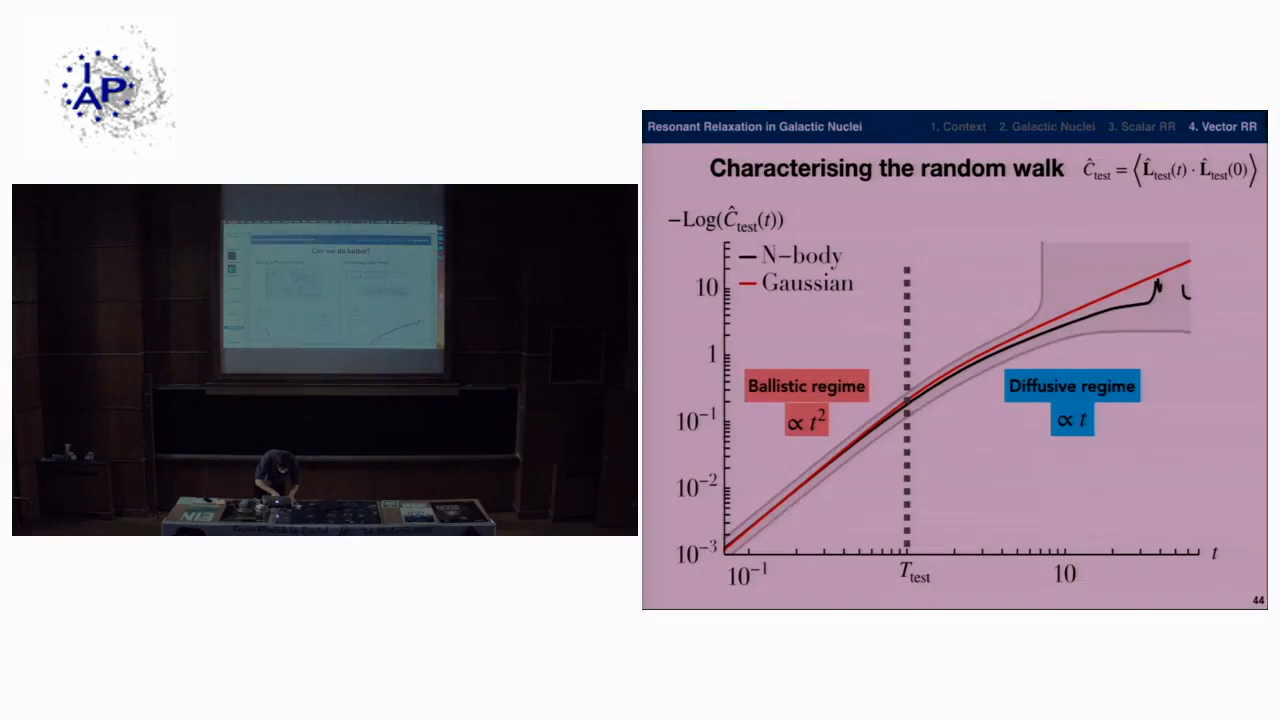 IAP
Can we do better?
Resonant Relaxation in Galactic Nuclei
1. Context 2. Galactic Nuclei 3. Scalar RR 4. Vector RR
Characterising the random walk
Ĉ_test = ⟨L̂_test(t) · L̂_test(0)⟩
−Log(Ĉ_test(t))
N−body
Gaussian
10
1
10⁻¹
10⁻²
10⁻³
Ballistic regime
∝ t²
Diffusive regime
∝ t
10⁻¹
T_test
10
t
44